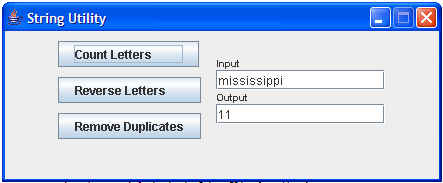 String Utility
Count Letters
Reverse Letters
Remove Duplicates
Input
mississippi
Output
11